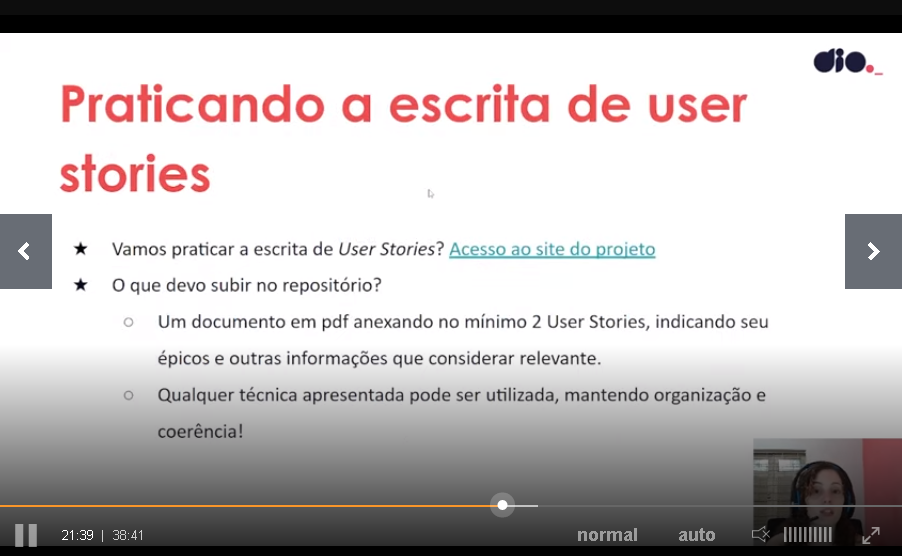 dio._
Praticando a escrita de user
stories
★ Vamos praticar a escrita de User Stories? Acesso ao site do projeto
★ O que devo subir no repositório?
○ Um documento em pdf anexando no mínimo 2 User Stories, indicando seu
épicos e outras informações que considerar relevante.
○ Qualquer técnica apresentada pode ser utilizada, mantendo organização e
coerência!
21:39 | 38:41 normal auto